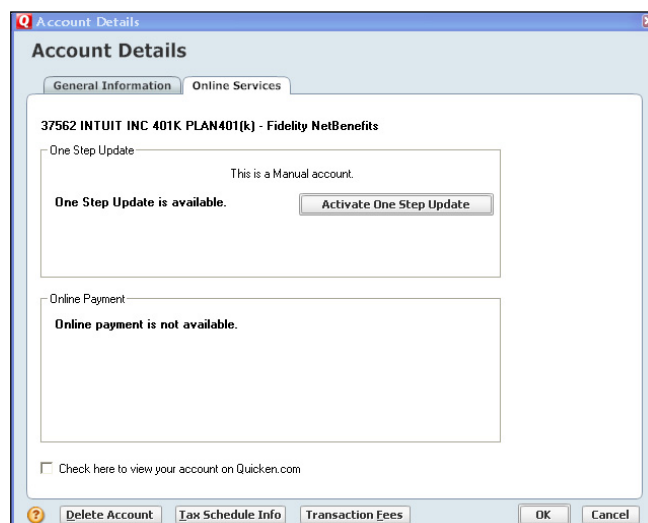 Account Details
Account Details
General Information Online Services
37562 INTUIT INC 401K PLAN401(k) - Fidelity NetBenefits
One Step Update
This is a Manual account.
One Step Update is available. Activate One Step Update
Online Payment
Online payment is not available.
Check here to view your account on Quicken.com
? Delete Account Tax Schedule Info Transaction Fees OK Cancel